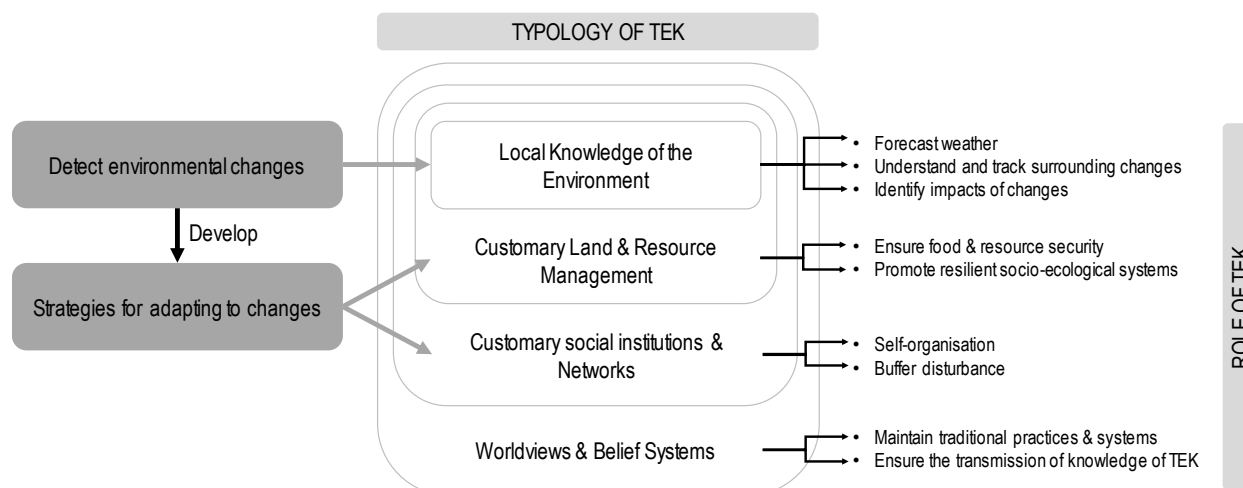 TYPOLOGY OF TEK
Detect environmental changes
Develop
Strategies for adapting to changes
Local Knowledge of the
Environment
• Forecast weather
• Understand and track surrounding changes
• Identify impacts of changes
Customary Land & Resource
Management
• Ensure food & resource security
• Promote resilient socio-ecological systems
Customary social institutions &
Networks
• Self-organisation
• Buffer disturbance
Worldviews & Belief Systems
• Maintain traditional practices & systems
• Ensure the transmission of knowledge of TEK
ROLE OF TEK